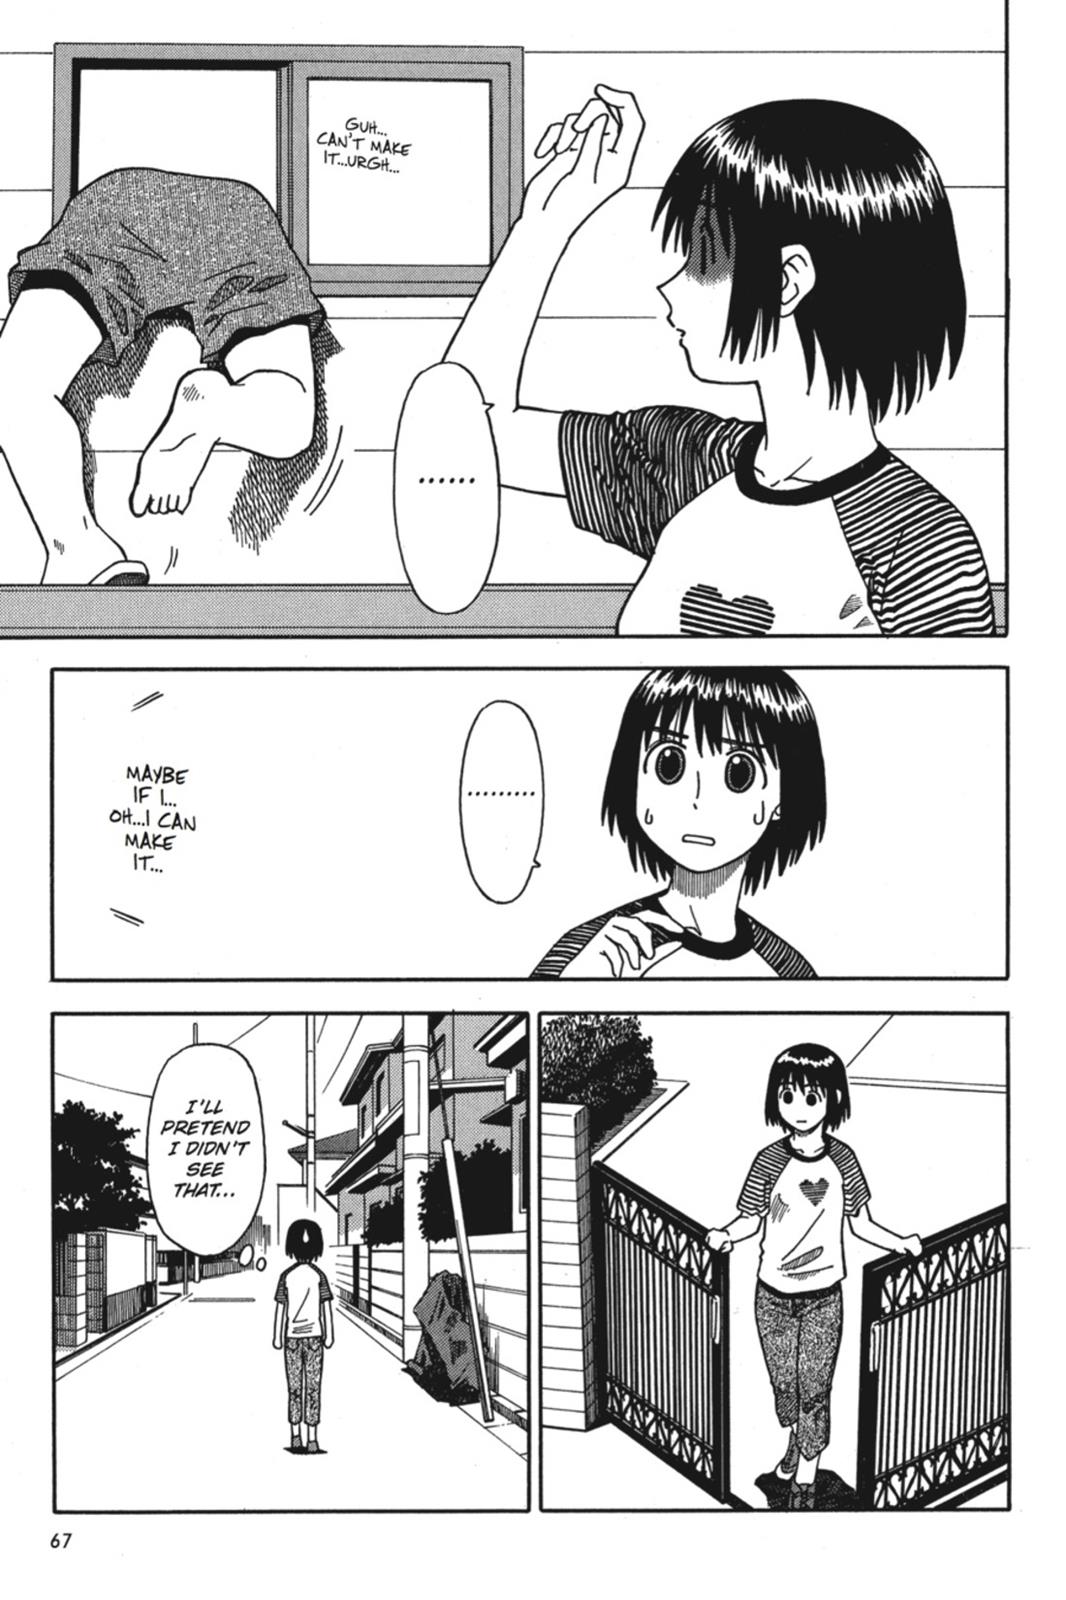 GUH...
CAN'T MAKE
IT...URGH...
......
.........
MAYBE
IF I...
OH...I CAN
MAKE
IT...
I'LL
PRETEND
I DIDN'T
SEE
THAT...
67